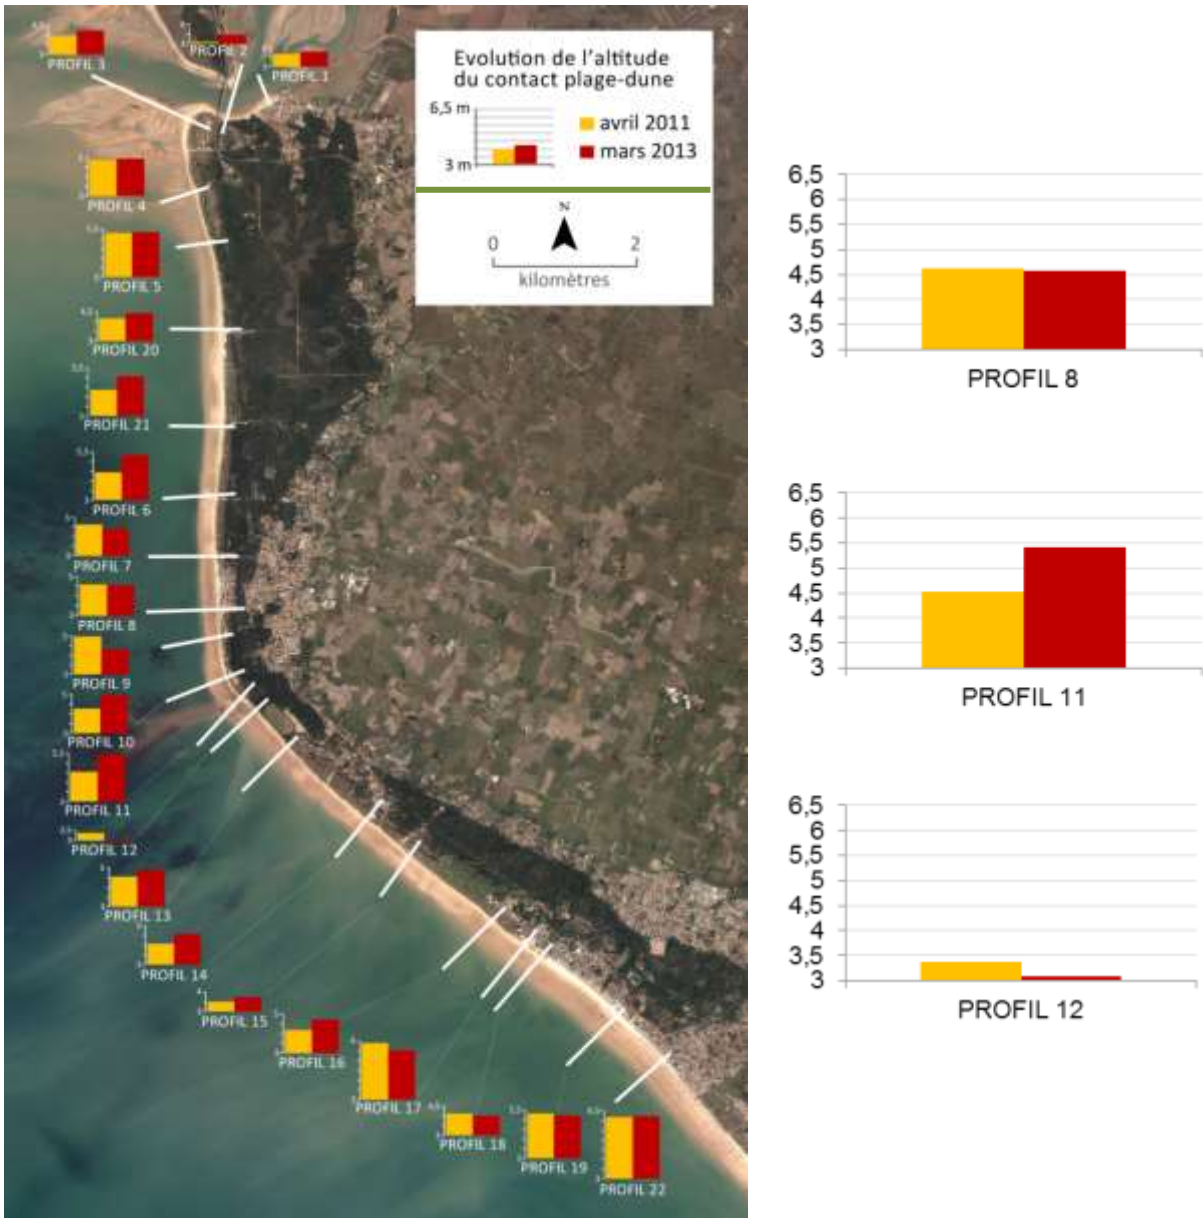 PROFIL 3
PROFIL 2
PROFIL 1
Evolution de l'altitude
du contact plage-dune
6,5 m
3 m
avril 2011
mars 2013
N
0 2
kilomètres
PROFIL 4
PROFIL 5
PROFIL 20
PROFIL 21
PROFIL 6
PROFIL 7
PROFIL 8
PROFIL 9
PROFIL 10
PROFIL 11
PROFIL 12
PROFIL 13
PROFIL 14
PROFIL 15
PROFIL 16
PROFIL 17
PROFIL 18
PROFIL 19
PROFIL 22
6,5
6
5,5
5
4,5
4
3,5
3
PROFIL 8
6,5
6
5,5
5
4,5
4
3,5
3
PROFIL 11
6,5
6
5,5
5
4,5
4
3,5
3
PROFIL 12